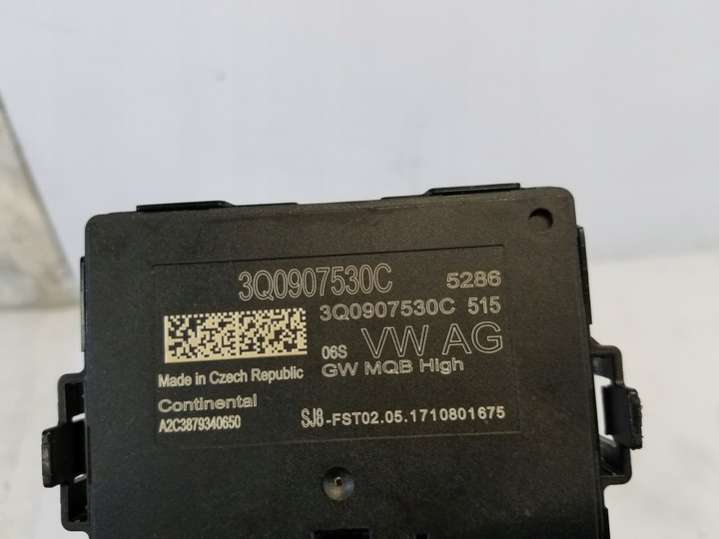 3Q0907530C 5286
3Q0907530C 515
06S VW AG
GW MQB High
Made in Czech Republic
Continental
A2C3879340650
SJ8-FST02.05.1710801675